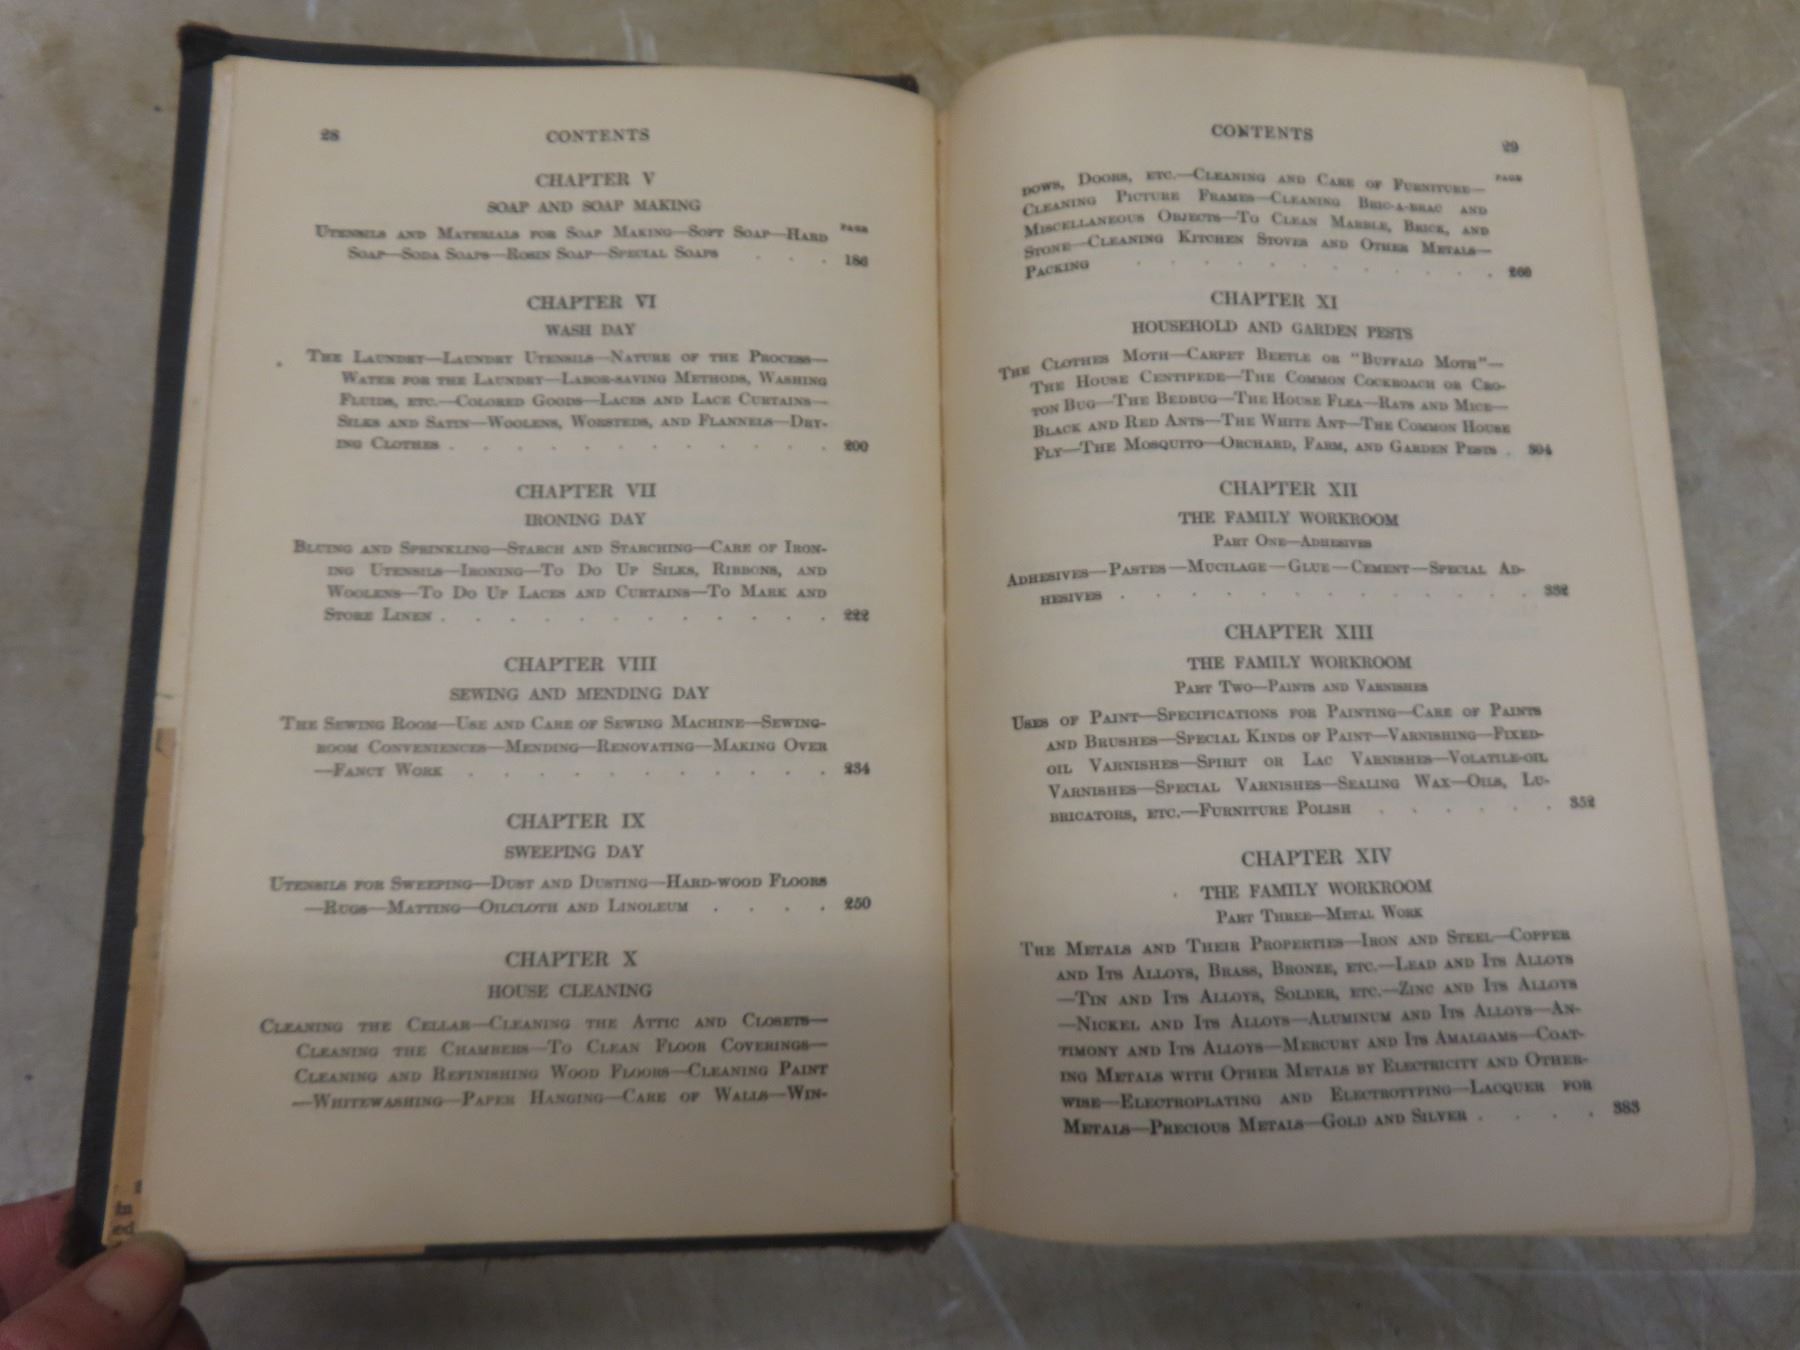 28
CONTENTS
CHAPTER V
SOAP AND SOAP MAKING
PAGE
UTENSILS AND MATERIALS FOR SOAP MAKING—SOFT SOAP—HARD
SOAP—SODA SOAPS—ROSIN SOAP—SPECIAL SOAPS . . . 186
CHAPTER VI
WASH DAY
THE LAUNDRY—LAUNDRY UTENSILS—NATURE OF THE PROCESS—
WATER FOR THE LAUNDRY—LABOR-SAVING METHODS, WASHING
FLUIDS, ETC.—COLORED GOODS—LACES AND LACE CURTAINS—
SILKS AND SATIN—WOOLENS, WORSTEDS, AND FLANNELS—DRY-
ING CLOTHES . . . . . . . . . . . . 200
CHAPTER VII
IRONING DAY
BLUING AND SPRINKLING—STARCH AND STARCHING—CARE OF IRON-
ING UTENSILS—IRONING—TO DO UP SILKS, RIBBONS, AND
WOOLENS—TO DO UP LACES AND CURTAINS—TO MARK AND
STORE LINEN . . . . . . . . . . . . 222
CHAPTER VIII
SEWING AND MENDING DAY
THE SEWING ROOM—USE AND CARE OF SEWING MACHINE—SEWING-
ROOM CONVENIENCES—MENDING—RENOVATING—MAKING OVER
—FANCY WORK . . . . . . . . . . . 234
CHAPTER IX
SWEEPING DAY
UTENSILS FOR SWEEPING—DUST AND DUSTING—HARD-WOOD FLOORS
—RUGS—MATTING—OILCLOTH AND LINOLEUM . . . . 250
CHAPTER X
HOUSE CLEANING
CLEANING THE CELLAR—CLEANING THE ATTIC AND CLOSETS—
CLEANING THE CHAMBERS—TO CLEAN FLOOR COVERINGS—
CLEANING AND REFINISHING WOOD FLOORS—CLEANING PAINT
—WHITEWASHING—PAPER HANGING—CARE OF WALLS—WIN-
in
ed
CONTENTS
29
PAGE
DOWS, DOORS, ETC.—CLEANING AND CARE OF FURNITURE—
CLEANING PICTURE FRAMES—CLEANING BRIC-A-BRAC AND
MISCELLANEOUS OBJECTS—TO CLEAN MARBLE, BRICK, AND
STONE—CLEANING KITCHEN STOVES AND OTHER METALS—
PACKING . . . . . . . . . . . .
CHAPTER XI
HOUSEHOLD AND GARDEN PESTS
THE CLOTHES MOTH—CARPET BEETLE OR "BUFFALO MOTH"—
THE HOUSE CENTIPEDE—THE COMMON COCKROACH OR CRO-
TON BUG—THE BEDBUG—THE HOUSE FLEA—RATS AND MICE—
BLACK AND RED ANTS—THE WHITE ANT—THE COMMON HOUSE
FLY—THE MOSQUITO—ORCHARD, FARM, AND GARDEN PESTS . 304
CHAPTER XII
THE FAMILY WORKROOM
PART ONE—ADHESIVES
ADHESIVES—PASTES—MUCILAGE—GLUE—CEMENT—SPECIAL AD-
HESIVES . . . . . . . . . . . . . 332
CHAPTER XIII
THE FAMILY WORKROOM
PART TWO—PAINTS AND VARNISHES
USES OF PAINT—SPECIFICATIONS FOR PAINTING—CARE OF PAINTS
AND BRUSHES—SPECIAL KINDS OF PAINT—VARNISHING—FIXED-
OIL VARNISHES—SPIRIT OR LAC VARNISHES—VOLATILE-OIL
VARNISHES—SPECIAL VARNISHES—SEALING WAX—OILS, LU-
BRICATORS, ETC.—FURNITURE POLISH . . . . . . 352
CHAPTER XIV
THE FAMILY WORKROOM
PART THREE—METAL WORK
THE METALS AND THEIR PROPERTIES—IRON AND STEEL—COPPER
AND ITS ALLOYS, BRASS, BRONZE, ETC.—LEAD AND ITS ALLOYS
—TIN AND ITS ALLOYS, SOLDER, ETC.—ZINC AND ITS ALLOYS
—NICKEL AND ITS ALLOYS—ALUMINUM AND ITS ALLOYS—AN-
TIMONY AND ITS ALLOYS—MERCURY AND ITS AMALGAMS—COAT-
ING METALS WITH OTHER METALS BY ELECTRICITY AND OTHER-
WISE—ELECTROPLATING AND ELECTROTYPING—LACQUER FOR
METALS—PRECIOUS METALS—GOLD AND SILVER . . . . 383